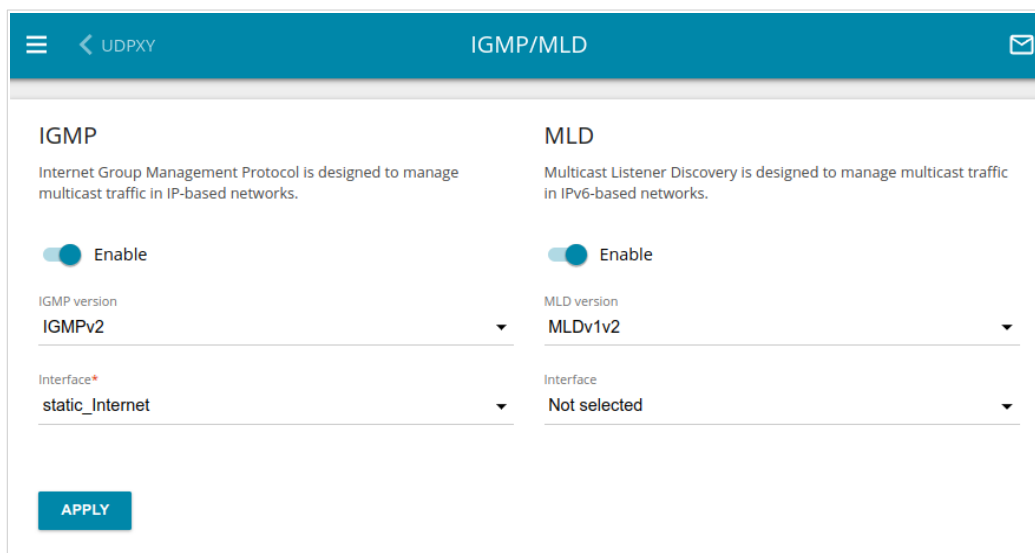 UDPXY
IGMP/MLD
IGMP
Internet Group Management Protocol is designed to manage
multicast traffic in IP-based networks.
Enable
IGMP version
IGMPv2
Interface*
static_Internet
MLD
Multicast Listener Discovery is designed to manage multicast traffic
in IPv6-based networks.
Enable
MLD version
MLDv1v2
Interface
Not selected
APPLY